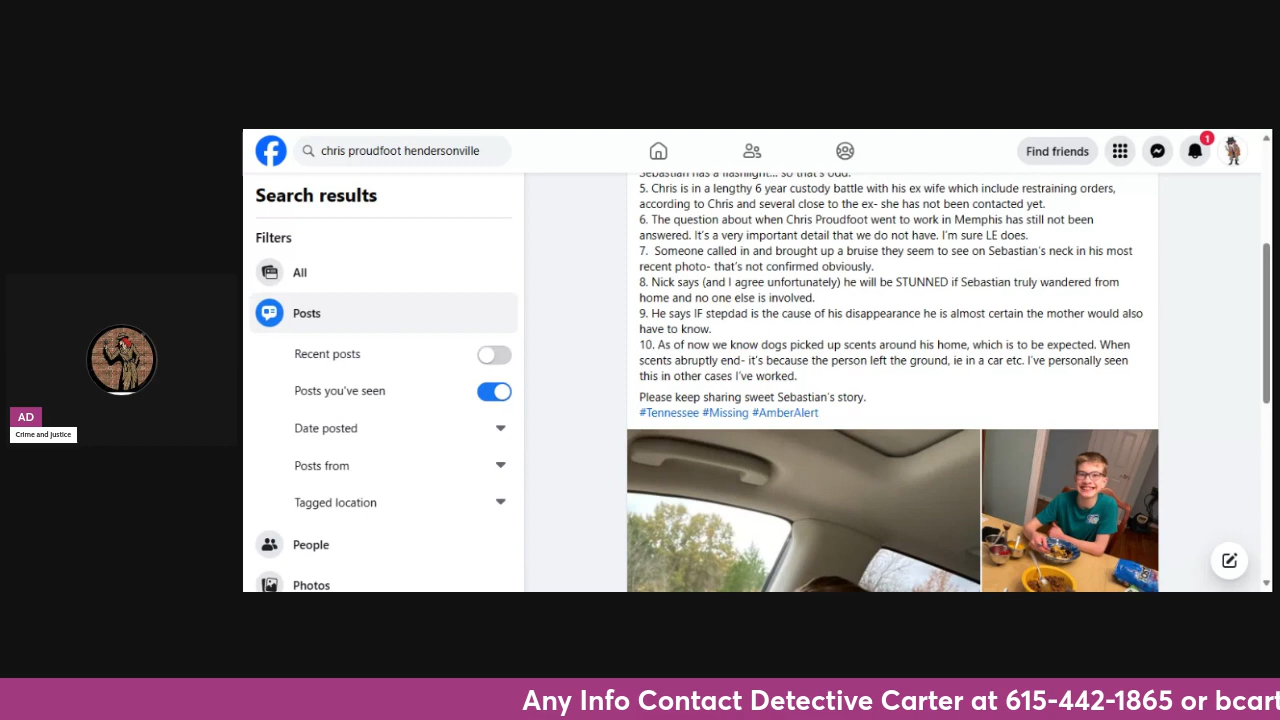 chris proudfoot hendersonville
Find friends
1
Search results
Filters
All
Posts
Recent posts
Posts you've seen
Date posted
Posts from
Tagged location
People
Photos
Sebastian has a flashlight... so that's odd.
5. Chris is in a lengthy 6 year custody battle with his ex wife which include restraining orders,
according to Chris and several close to the ex- she has not been contacted yet.
6. The question about when Chris Proudfoot went to work in Memphis has still not been
answered. It's a very important detail that we do not have. I'm sure LE does.
7.  Someone called in and brought up a bruise they seem to see on Sebastian's neck in his most
recent photo- that's not confirmed obviously.
8. Nick says (and I agree unfortunately) he will be STUNNED if Sebastian truly wandered from
home and no one else is involved.
9. He says IF stepdad is the cause of his disappearance he is almost certain the mother would also
have to know.
10. As of now we know dogs picked up scents around his home, which is to be expected. When
scents abruptly end- it's because the person left the ground, ie in a car etc. I've personally seen
this in other cases I've worked.
Please keep sharing sweet Sebastian's story.
#Tennessee #Missing #AmberAlert
AD
Crime and Justice
Any Info Contact Detective Carter at 615-442-1865 or bcart